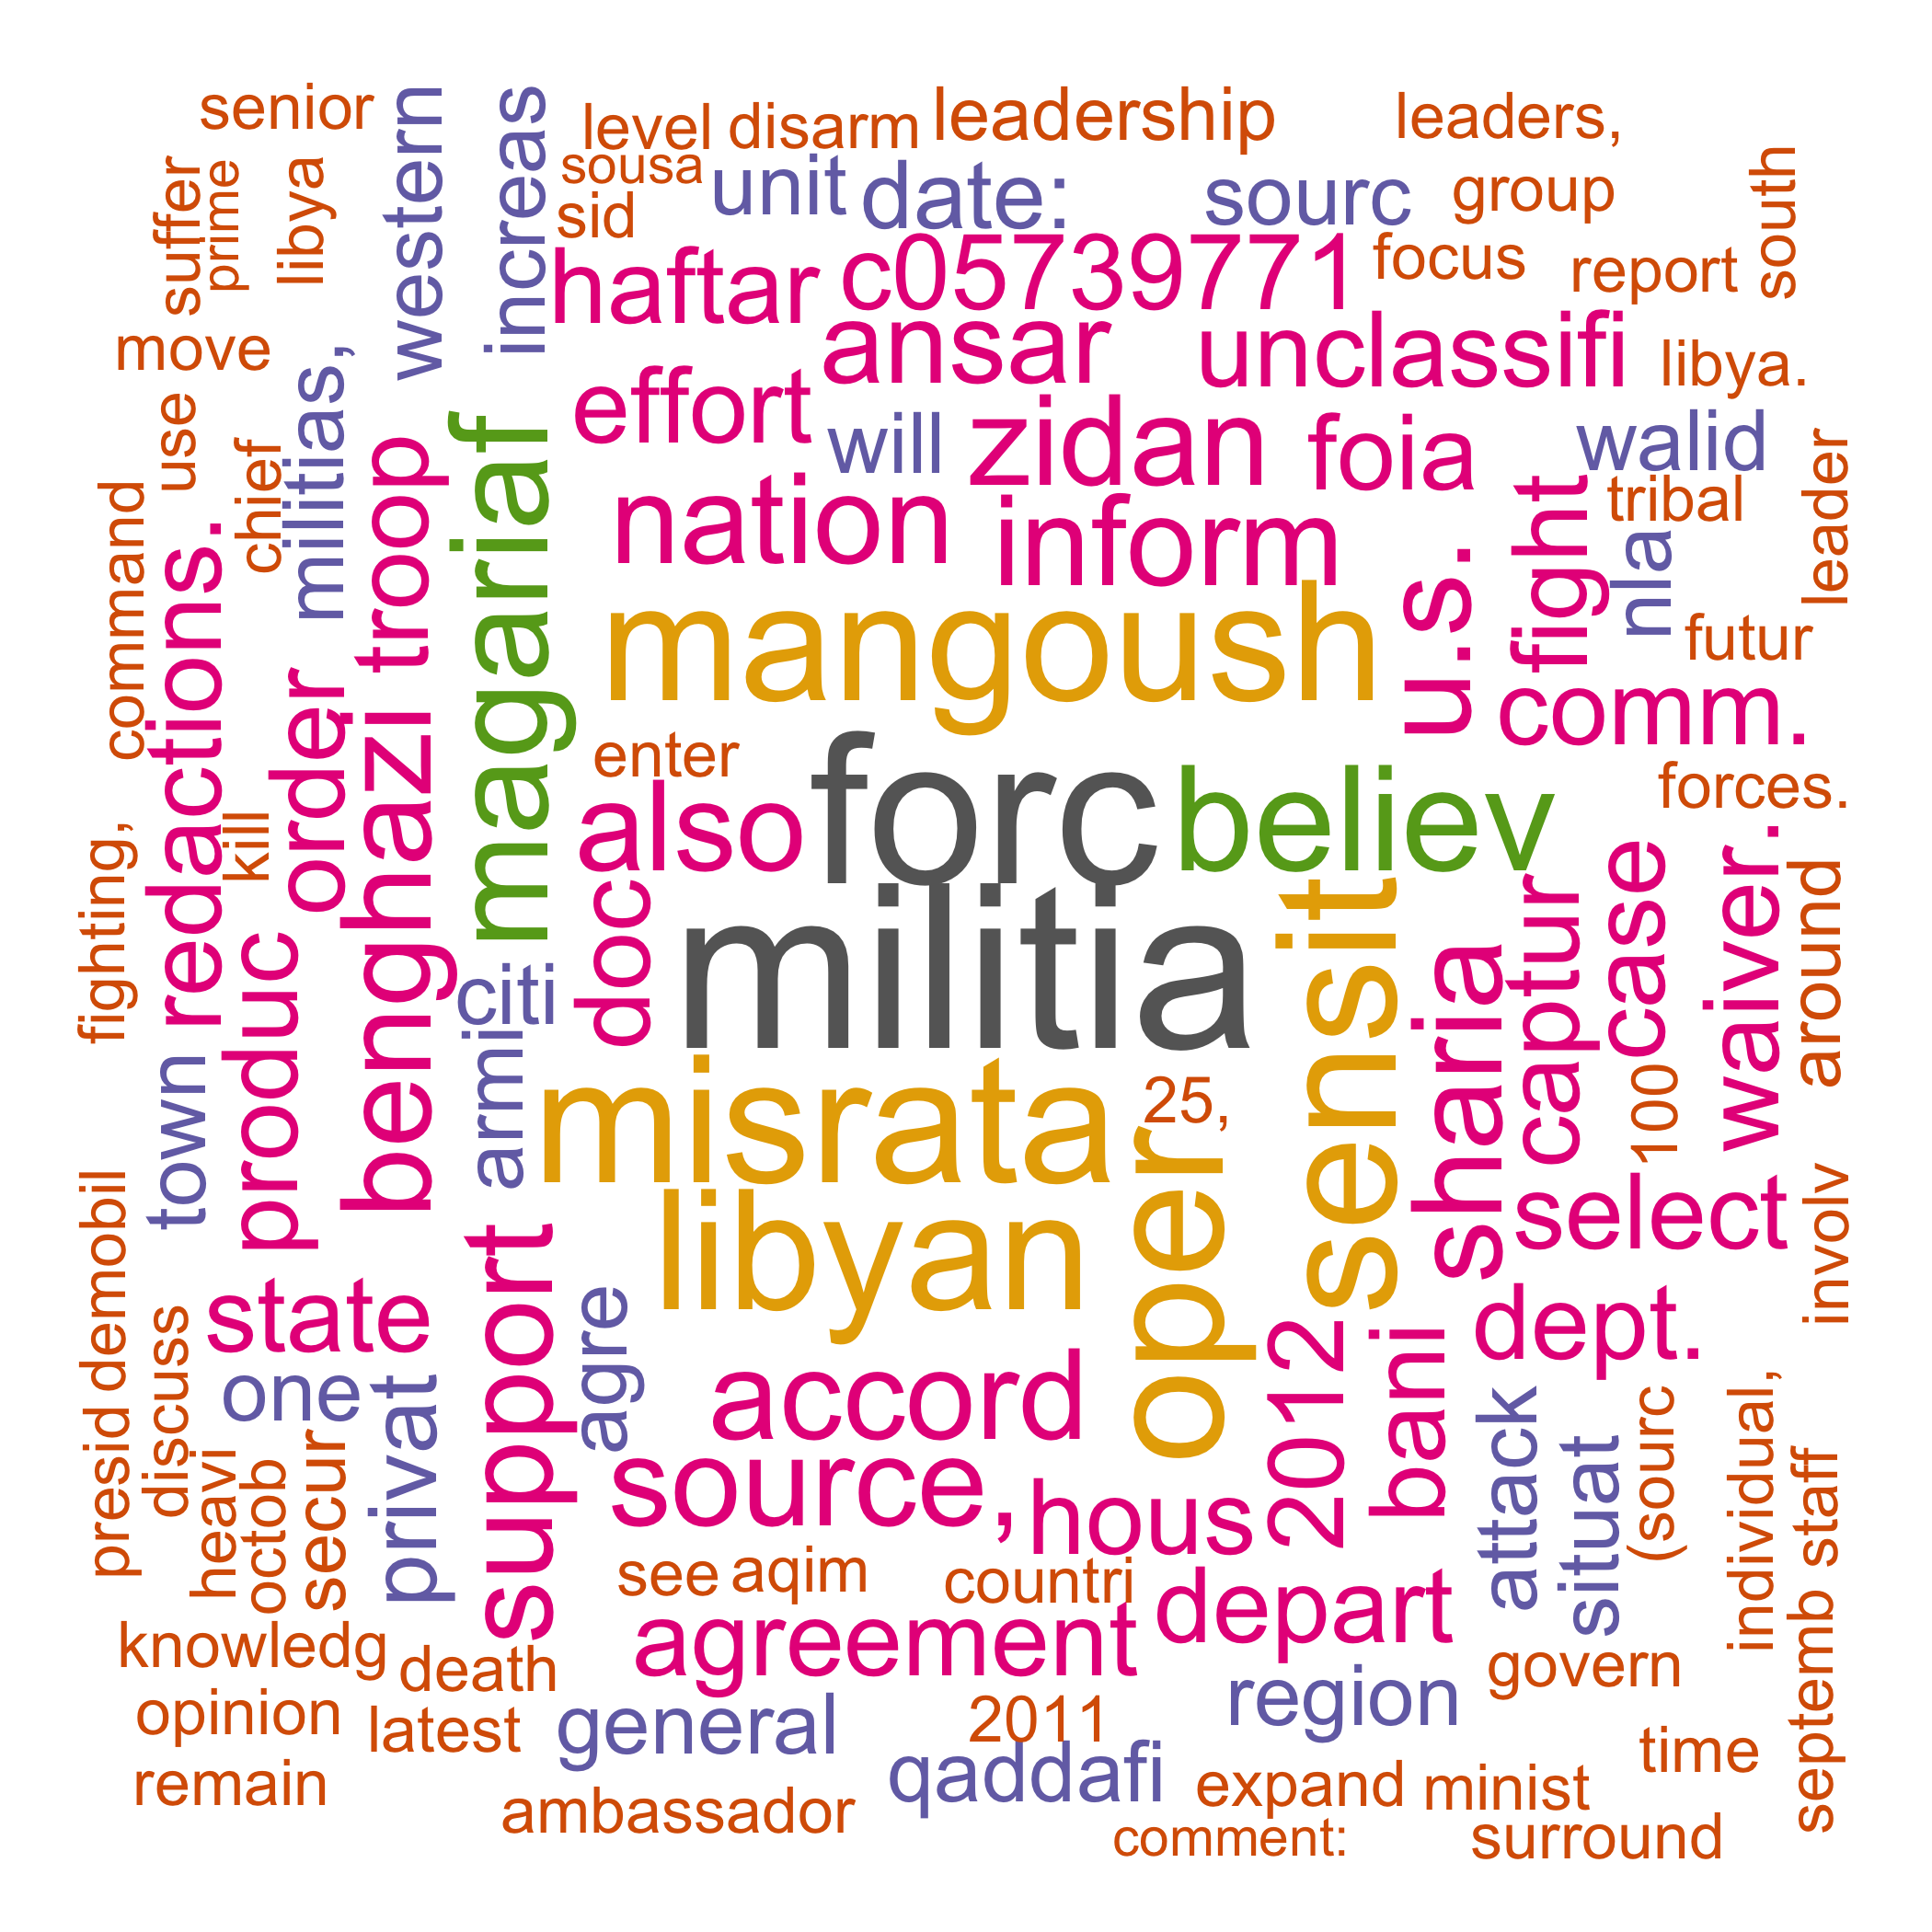 senior
western
increas
level
disarm
leadership
leaders,
suffer
prime
libya
sousa
unit
date:
sourc
group
south
sid
haftar
c05739771
focus
report
move
militias,
ansar
unclassifi
libya.
use
effort
will
zidan
foia
walid
chief
troop
magariaf
nation
inform
fight
tribal
leader
command
redactions.
order
benghazi
mangoush
u.s.
nla
futur
comm.
enter
forc
believ
forces.
fighting,
kill
also
waiver.
around
produc
doc
militia
sensit
sharia
captur
case
citi
armi
town
misrata
25,
oper
100
select
involv
demobil
state
support
libyan
agre
2012
bani
dept.
discuss
one
privat
accord
attack
situat
(sourc
individual,
presid
heavi
octob
secur
source,
hous
staff
see
aqim
countri
depart
knowledg
death
agreement
govern
septemb
opinion
latest
general
2011
region
time
remain
ambassador
qaddafi
expand
minist
comment:
surround